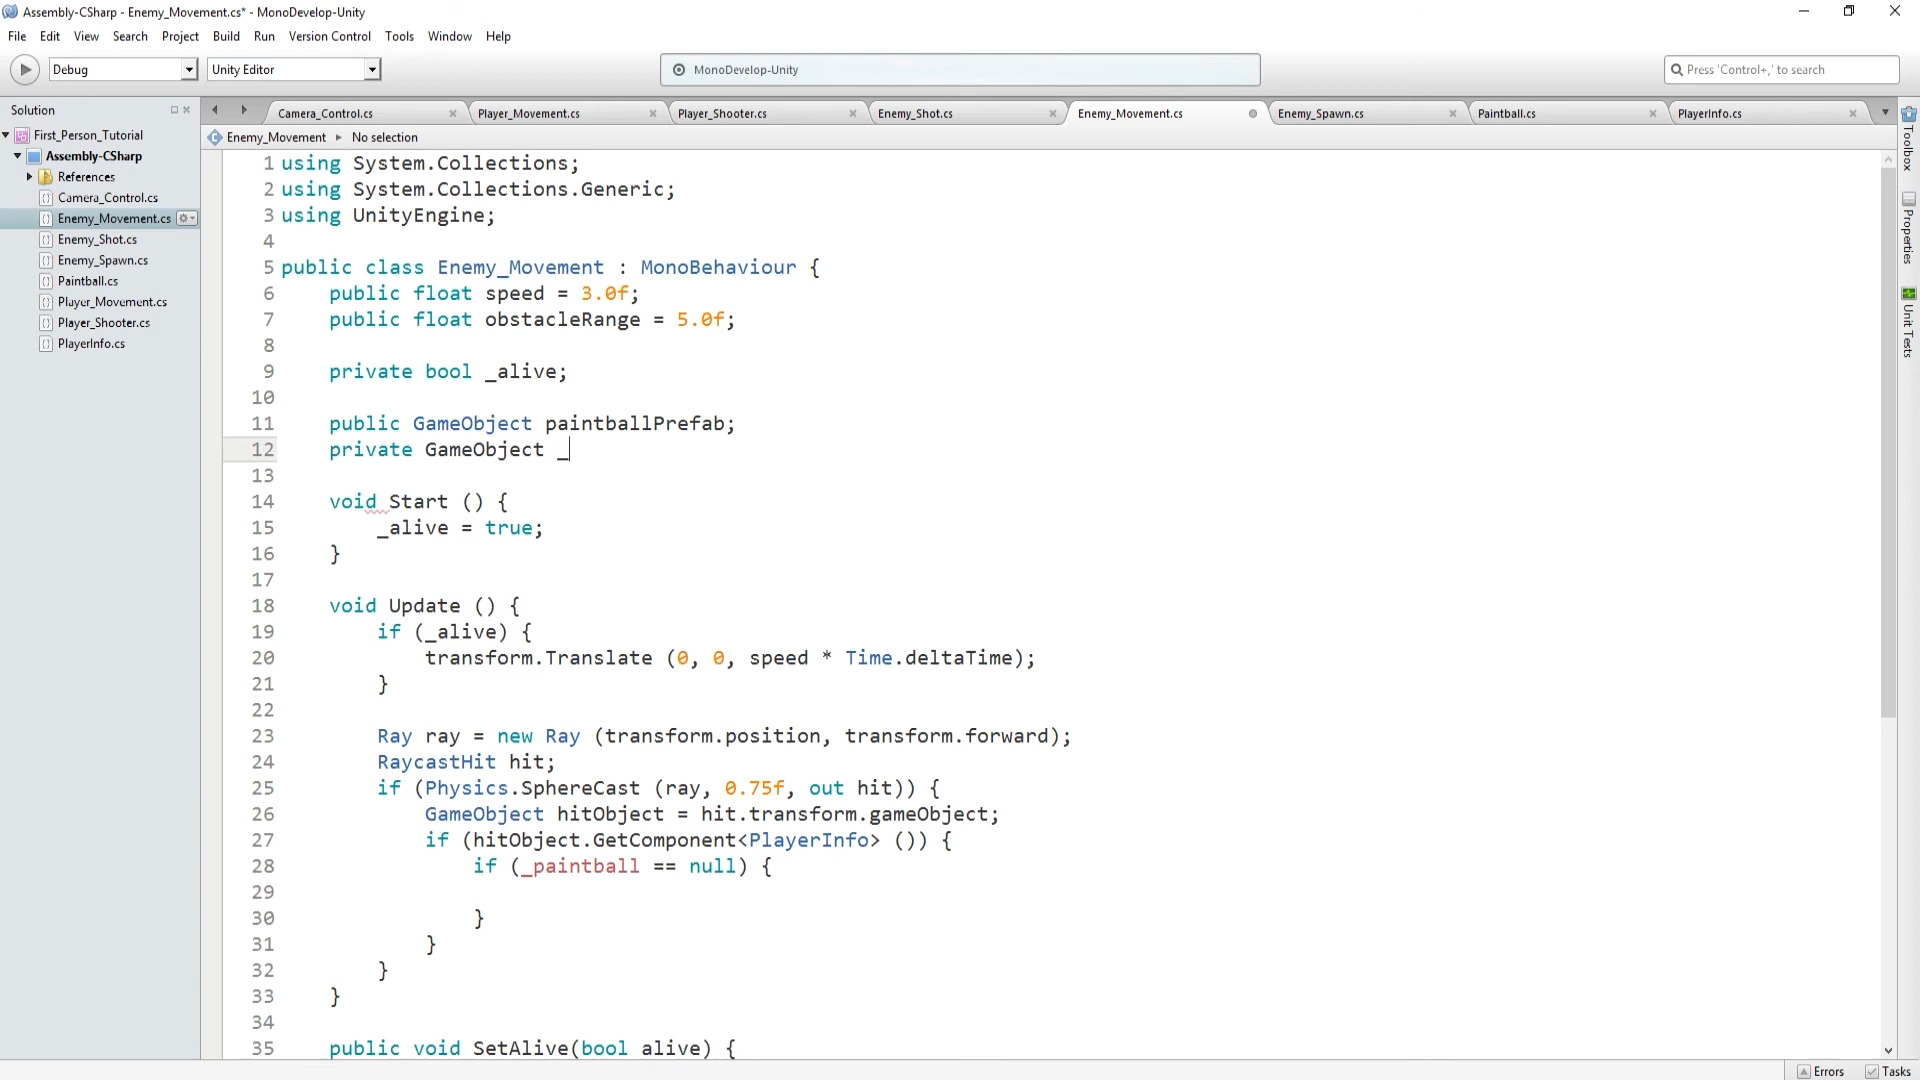 Assembly-CSharp - Enemy_Movement.cs* - MonoDevelop-Unity
File Edit View Search Project Build Run Version Control Tools Window Help
Debug Unity Editor MonoDevelop-Unity Press 'Control+,' to search
Solution
First_Person_Tutorial
Assembly-CSharp
References
Camera_Control.cs
Enemy_Movement.cs
Enemy_Shot.cs
Enemy_Spawn.cs
Paintball.cs
Player_Movement.cs
Player_Shooter.cs
PlayerInfo.cs
Camera_Control.cs Player_Movement.cs Player_Shooter.cs Enemy_Shot.cs Enemy_Movement.cs Enemy_Spawn.cs Paintball.cs PlayerInfo.cs
Enemy_Movement No selection
1 using System.Collections;
2 using System.Collections.Generic;
3 using UnityEngine;
4
5 public class Enemy_Movement : MonoBehaviour {
6 public float speed = 3.0f;
7 public float obstacleRange = 5.0f;
8
9 private bool _alive;
10
11 public GameObject paintballPrefab;
12 private GameObject _
13
14 void Start () {
15 _alive = true;
16 }
17
18 void Update () {
19 if (_alive) {
20 transform.Translate (0, 0, speed * Time.deltaTime);
21 }
22
23 Ray ray = new Ray (transform.position, transform.forward);
24 RaycastHit hit;
25 if (Physics.SphereCast (ray, 0.75f, out hit)) {
26 GameObject hitObject = hit.transform.gameObject;
27 if (hitObject.GetComponent<PlayerInfo> ()) {
28 if (_paintball == null) {
29
30 }
31 }
32 }
33 }
34
35 public void SetAlive(bool alive) {
Toolbox
Properties
Unit Tests
Errors Tasks